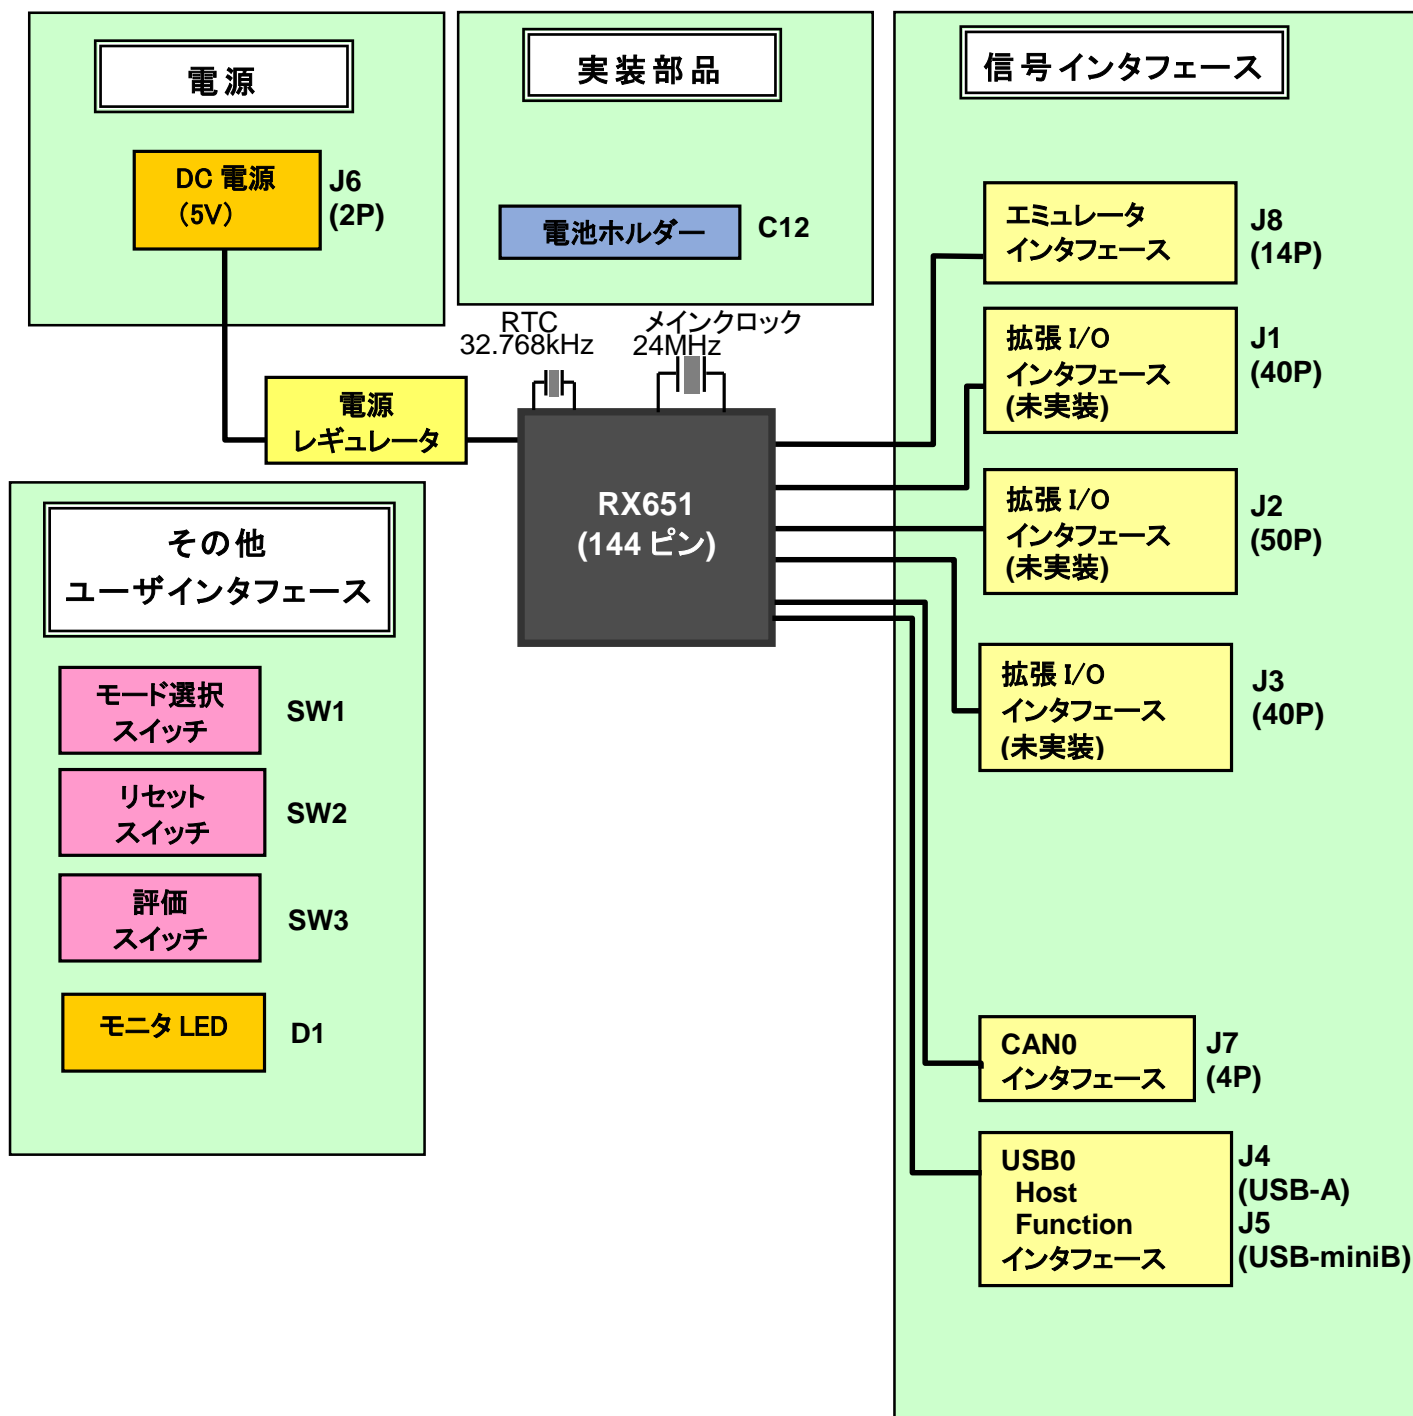 電源
DC 電源
（5V）
J6
(2P)
実装部品
電池ホルダー
C12
信号インタフェース
エミュレータ
インタフェース
J8
(14P)
拡張 I/O
インタフェース
(未実装)
J1
(40P)
拡張 I/O
インタフェース
(未実装)
J2
(50P)
拡張 I/O
インタフェース
(未実装)
J3
(40P)
CAN0
インタフェース
J7
(4P)
USB0
Host
Function
インタフェース
J4
(USB-A)
J5
(USB-miniB)
RTC
32.768kHz
メインクロック
24MHz
電源
レギュレータ
RX651
(144 ピン)
その他
ユーザインタフェース
モード選択
スイッチ
SW1
リセット
スイッチ
SW2
評価
スイッチ
SW3
モニタ LED
D1